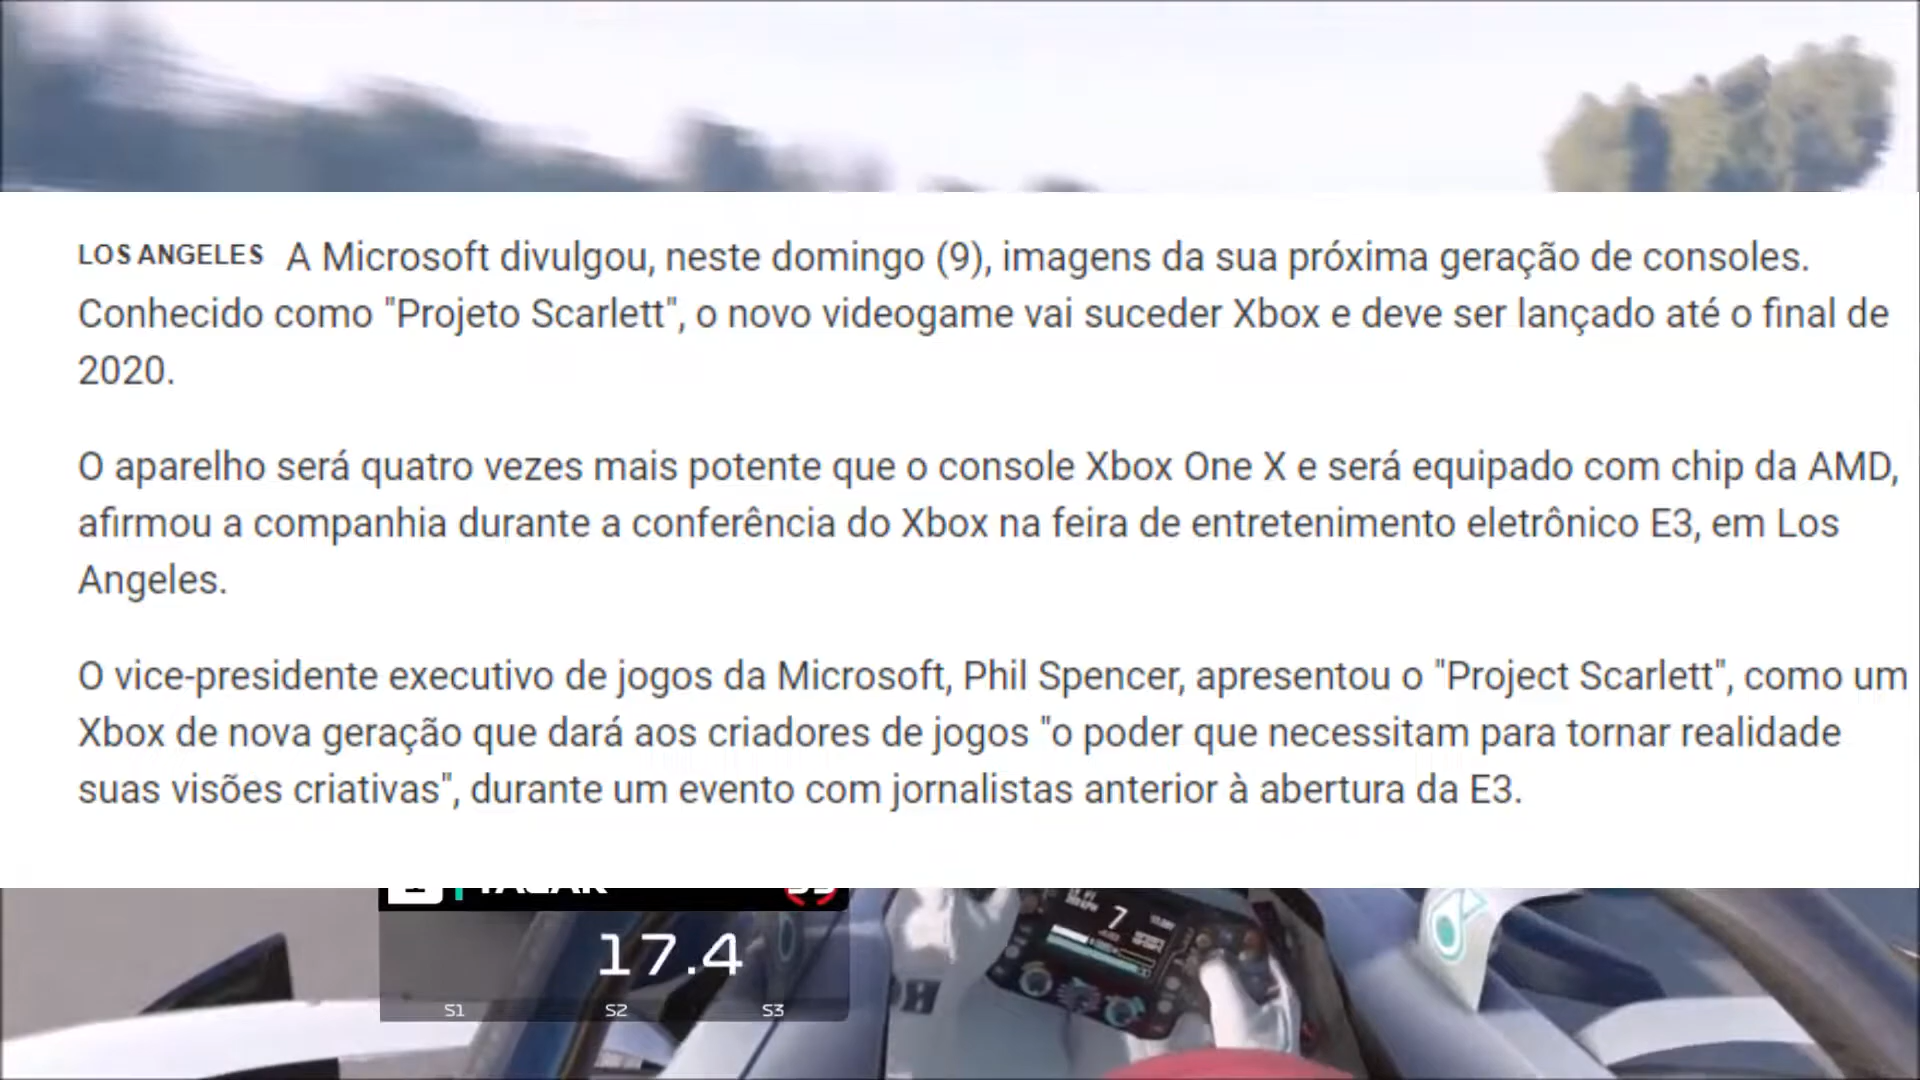 LOS ANGELES A Microsoft divulgou, neste domingo (9), imagens da sua próxima geração de consoles.
Conhecido como "Projeto Scarlett", o novo videogame vai suceder Xbox e deve ser lançado até o final de
2020.
O aparelho será quatro vezes mais potente que o console Xbox One X e será equipado com chip da AMD,
afirmou a companhia durante a conferência do Xbox na feira de entretenimento eletrônico E3, em Los
Angeles.
O vice-presidente executivo de jogos da Microsoft, Phil Spencer, apresentou o "Project Scarlett", como um
Xbox de nova geração que dará aos criadores de jogos "o poder que necessitam para tornar realidade
suas visões criativas", durante um evento com jornalistas anterior à abertura da E3.
7
17.4
S1 S2 S3